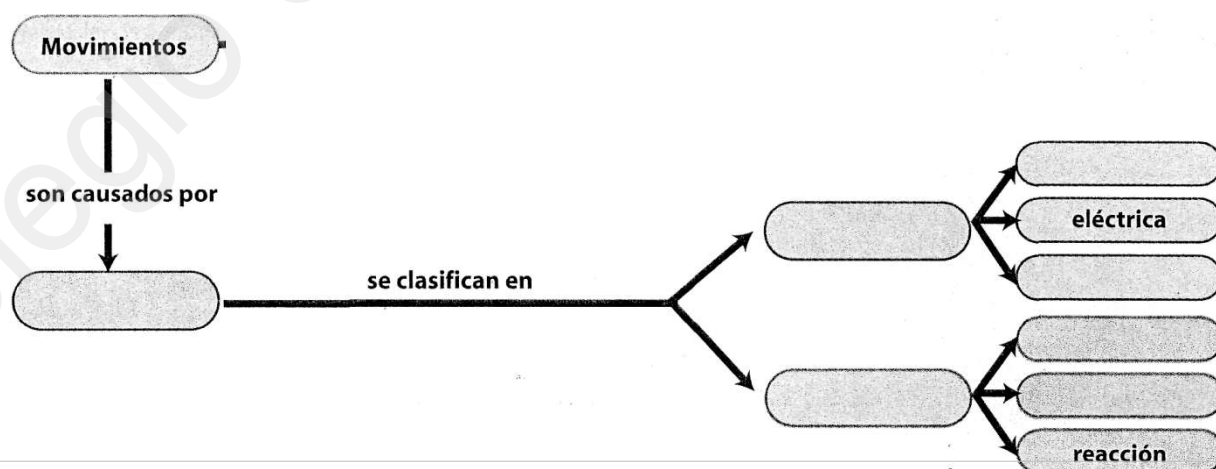 Movimientos
son causados por
se clasifican en
eléctrica
reacción